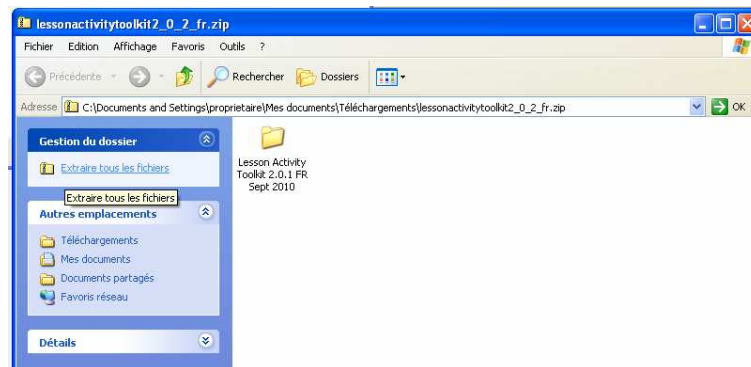 lessonactivitytoolkit2_0_2_fr.zip
Fichier Edition Affichage Favoris Outils ?
Précédente Rechercher Dossiers
Adresse C:\Documents and Settings\proprietaire\Mes documents\Téléchargements\lessonactivitytoolkit2_0_2_fr.zip OK
Gestion du dossier
Extraire tous les fichiers
Extraire tous les fichiers
Autres emplacements
Téléchargements
Mes documents
Documents partagés
Favoris réseau
Détails
Lesson Activity
Toolkit 2.0.1 FR
Sept 2010